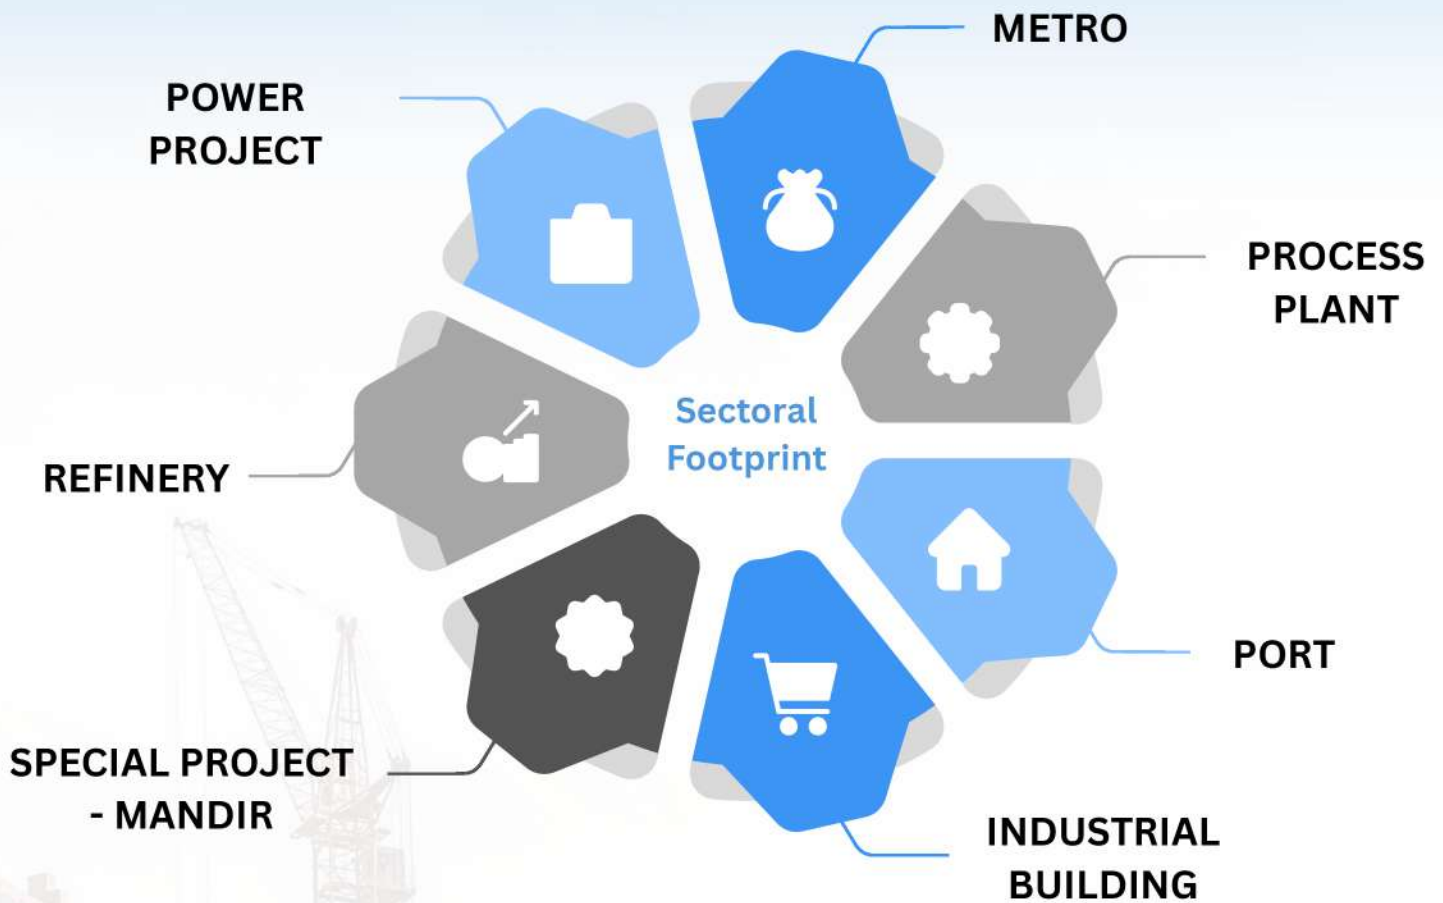 METRO
POWER
PROJECT
PROCESS
PLANT
Sectoral
Footprint
REFINERY
PORT
SPECIAL PROJECT
- MANDIR
INDUSTRIAL
BUILDING